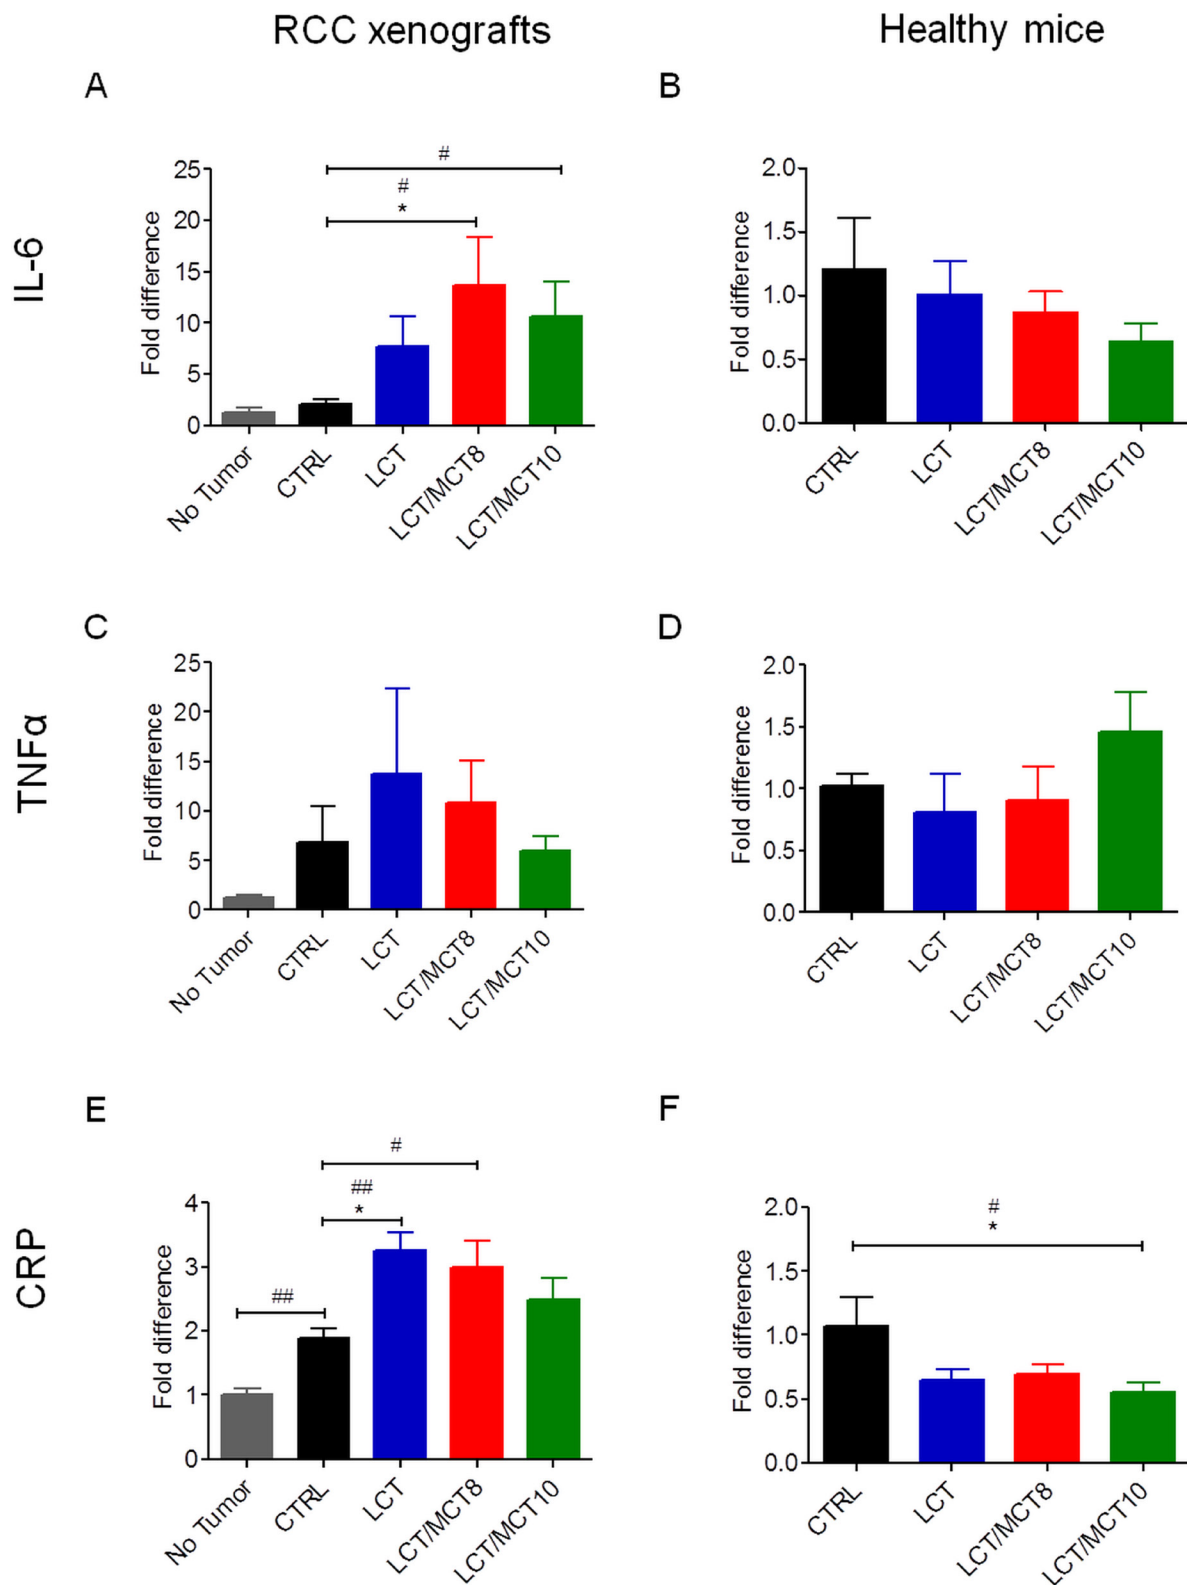 RCC xenografts
Healthy mice
A
B
IL-6
Fold difference
25
20
15
10
5
0
#
#
*
No Tumor
CTRL
LCT
LCT/MCT8
LCT/MCT10
Fold difference
2.0
1.5
1.0
0.5
0.0
CTRL
LCT
LCT/MCT8
LCT/MCT10
C
D
TNFα
Fold difference
25
20
15
10
5
0
No Tumor
CTRL
LCT
LCT/MCT8
LCT/MCT10
Fold difference
2.0
1.5
1.0
0.5
0.0
CTRL
LCT
LCT/MCT8
LCT/MCT10
E
F
CRP
Fold difference
4
3
2
1
0
#
##
*
##
No Tumor
CTRL
LCT
LCT/MCT8
LCT/MCT10
Fold difference
2.0
1.5
1.0
0.5
0.0
#
*
CTRL
LCT
LCT/MCT8
LCT/MCT10